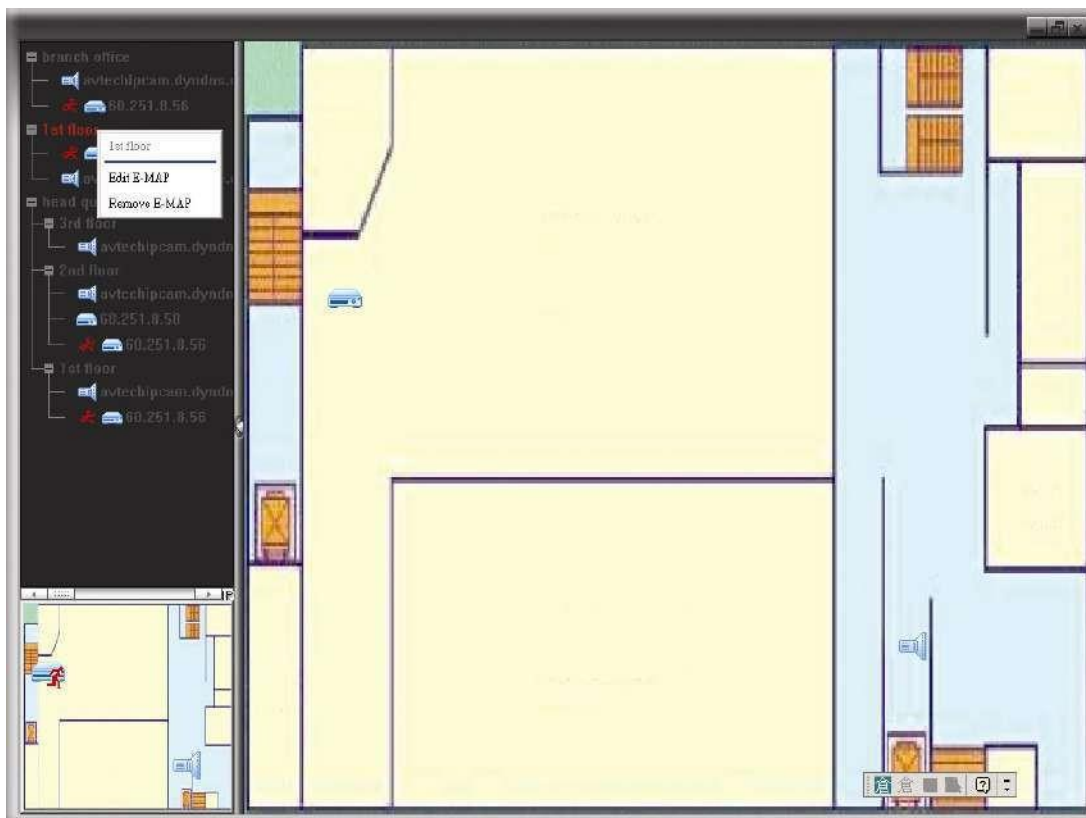 branch office
avtechipcam.dyndns.
60.251.8.56
1st floor
1st floor
Edit E-MAP
Remove E-MAP
head qu
3rd floor
avtechipcam.dyndn
2nd floor
avtechipcam.dyndn
60.251.8.50
60.251.8.56
1st floor
avtechipcam.dyndn
60.251.8.56
倉 倉